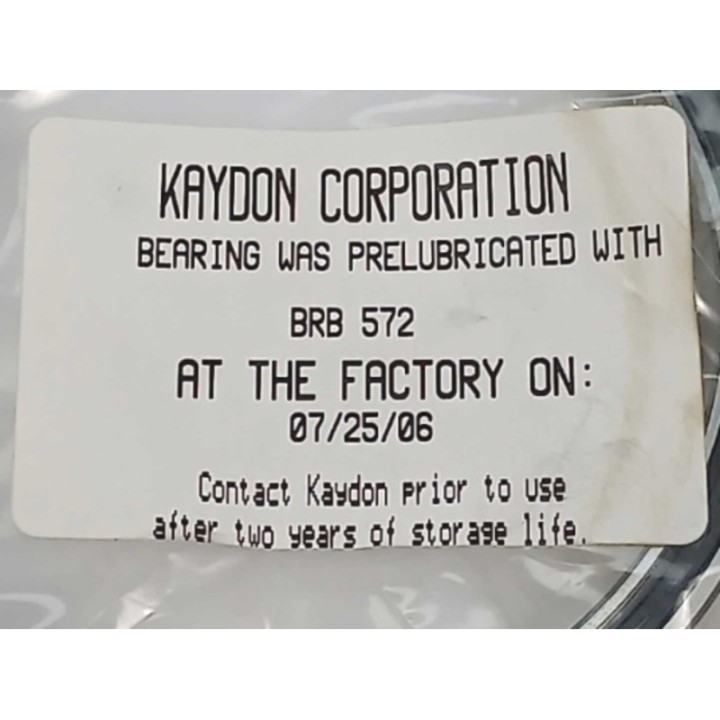 KAYDON CORPORATION
BEARING WAS PRELUBRICATED WITH
BRB 572
AT THE FACTORY ON:
07/25/06
Contact Kaydon prior to use
after two years of storage life.